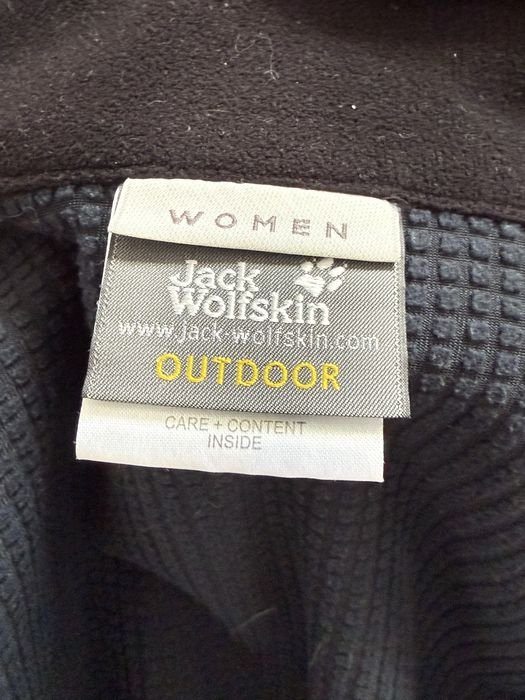 WOMEN
Jack
Wolfskin
www.jack-wolfskin.com
OUTDOOR
CARE + CONTENT
INSIDE